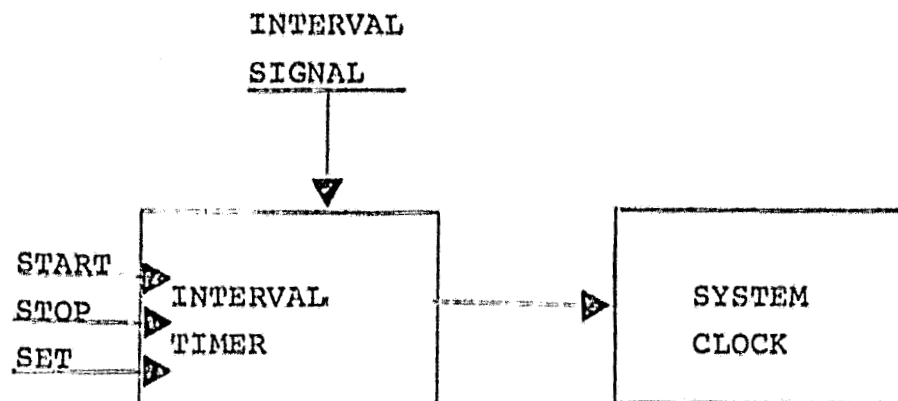 INTERVAL
SIGNAL
START
STOP
SET
INTERVAL
TIMER
SYSTEM
CLOCK